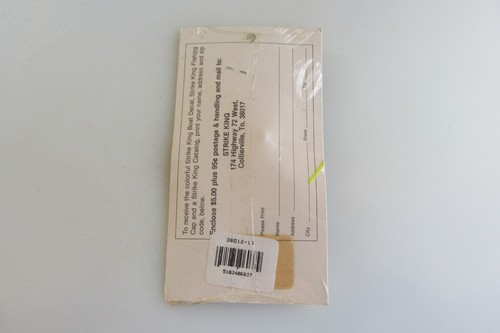 To receive the colorful Strike King Boat Decal, Strike King Fishing
Cap and a Strike King Catalog, print your name, address and zip
code, below.
Enclose $5.00 plus 95¢ postage & handling and mail to:
STRIKE KING
174 Highway 72 West,
Collierville, Tn. 38017
Please Print
Name
Address
City
State
Zip
DB012-11
5103486037